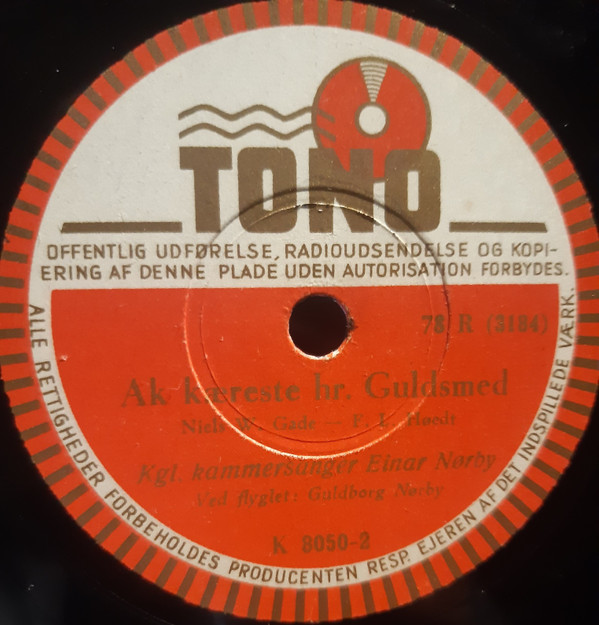 TONO
OFFENTLIG UDFØRELSE, RADIOUDSENDELSE OG KOPI-
ERING AF DENNE PLADE UDEN AUTORISATION FORBYDES.
ALLE RETTIGHEDER FORBEHOLDES PRODUCENTEN RESP. EJEREN AF DET INDSPILLEDE VÆRK.
78 R (3184)
Ak kæreste hr. Guldsmed
Niels W. Gade — F. L. Høedt
Kgl. kammersanger Einar Nørby
Ved flyglet: Guldborg Nørby
K 8050-2